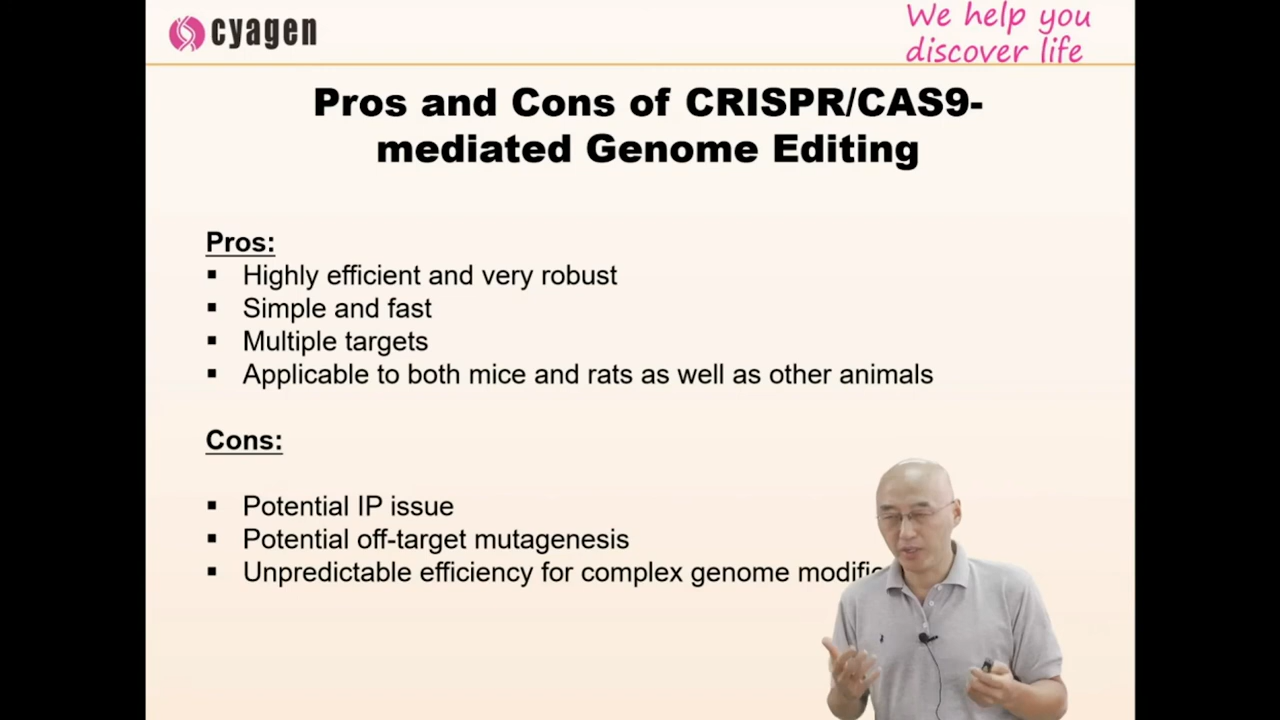 cyagen
We help you
discover life
Pros and Cons of CRISPR/CAS9-
mediated Genome Editing
Pros:
▪ Highly efficient and very robust
▪ Simple and fast
▪ Multiple targets
▪ Applicable to both mice and rats as well as other animals
Cons:
▪ Potential IP issue
▪ Potential off-target mutagenesis
▪ Unpredictable efficiency for complex genome